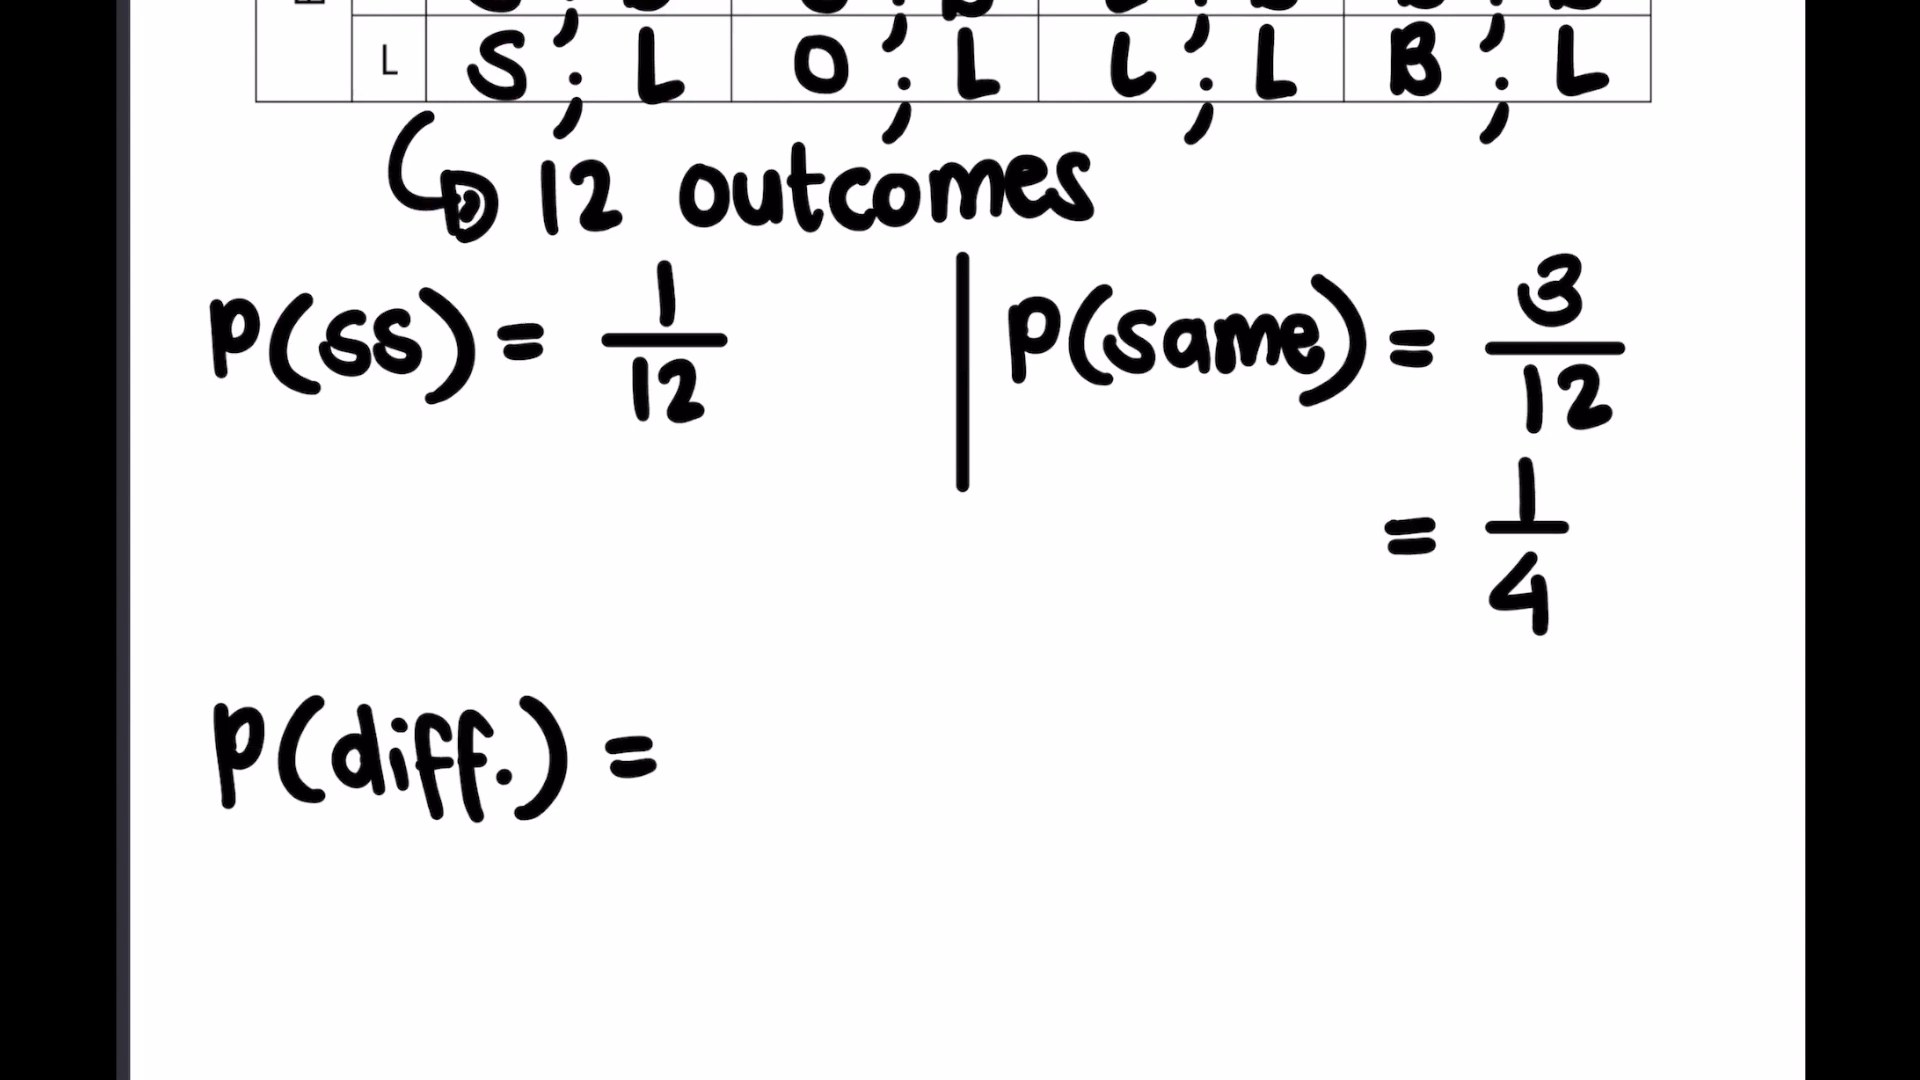 L S ; L O ; L L ; L B ; L
12 outcomes
P(SS) = 1/12 | P(same) = 3/12
= 1/4
P(diff.) =